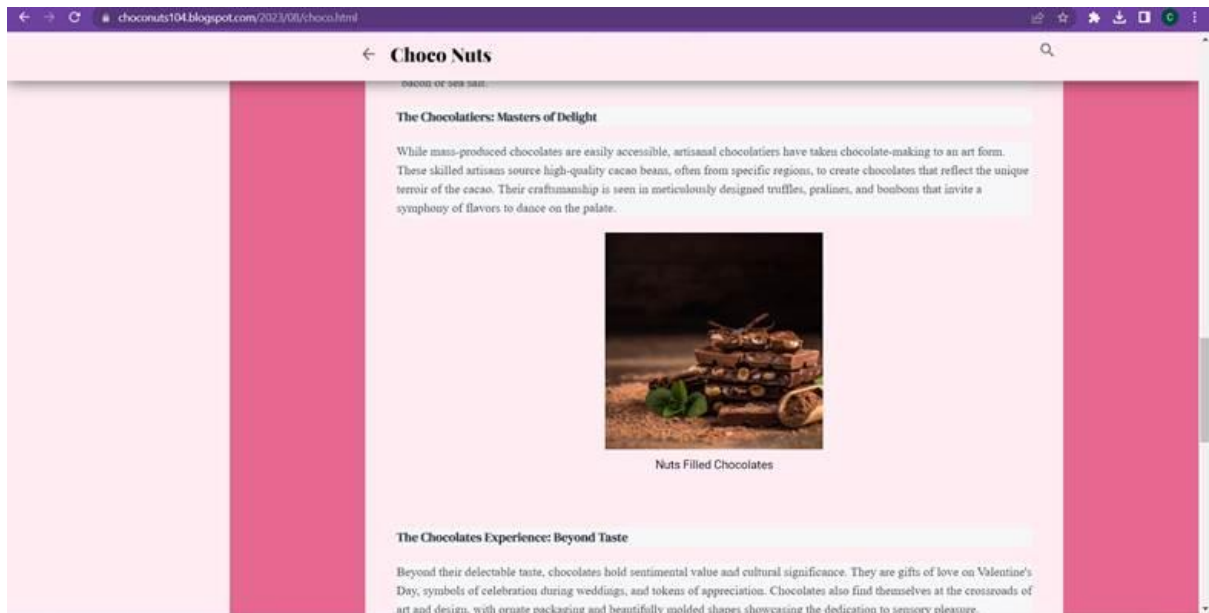 choconuts104.blogspot.com/2023/08/choco.html
C
Choco Nuts
bacon or sea salt.
The Chocolatiers: Masters of Delight
While mass-produced chocolates are easily accessible, artisanal chocolatiers have taken chocolate-making to an art form.
These skilled artisans source high-quality cacao beans, often from specific regions, to create chocolates that reflect the unique
terroir of the cacao. Their craftsmanship is seen in meticulously designed truffles, pralines, and bonbons that invite a
symphony of flavors to dance on the palate.
Nuts Filled Chocolates
The Chocolates Experience: Beyond Taste
Beyond their delectable taste, chocolates hold sentimental value and cultural significance. They are gifts of love on Valentine's
Day, symbols of celebration during weddings, and tokens of appreciation. Chocolates also find themselves at the crossroads of
art and design, with ornate packaging and beautifully molded shapes showcasing the dedication to sensory pleasure.